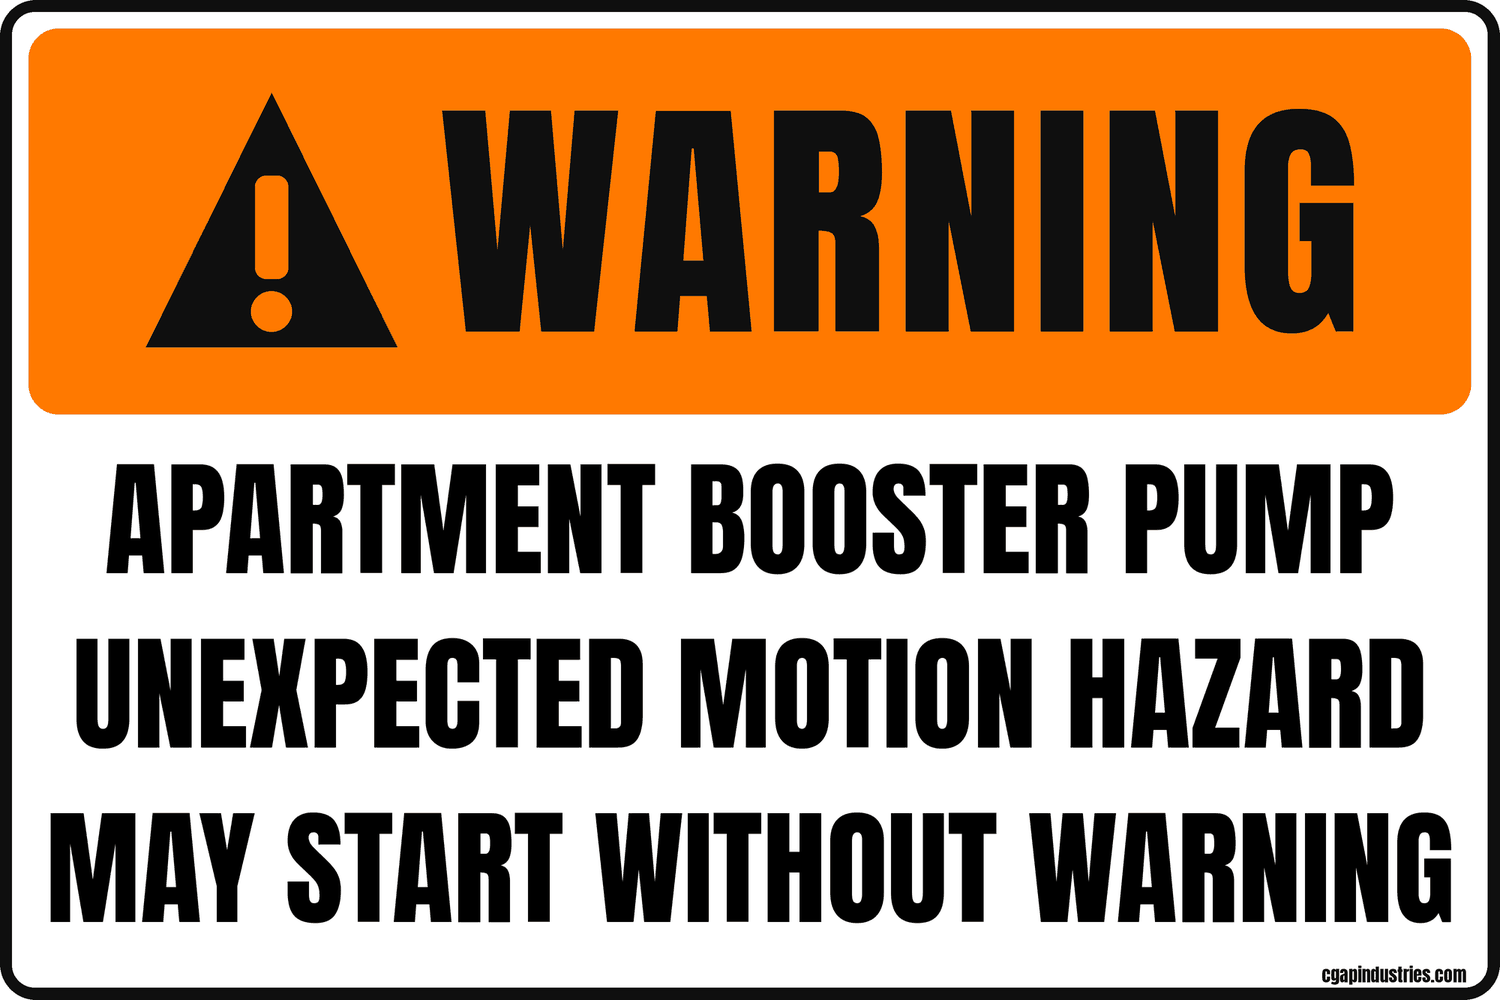 WARNING
APARTMENT BOOSTER PUMP
UNEXPECTED MOTION HAZARD
MAY START WITHOUT WARNING
cgapindustries.com